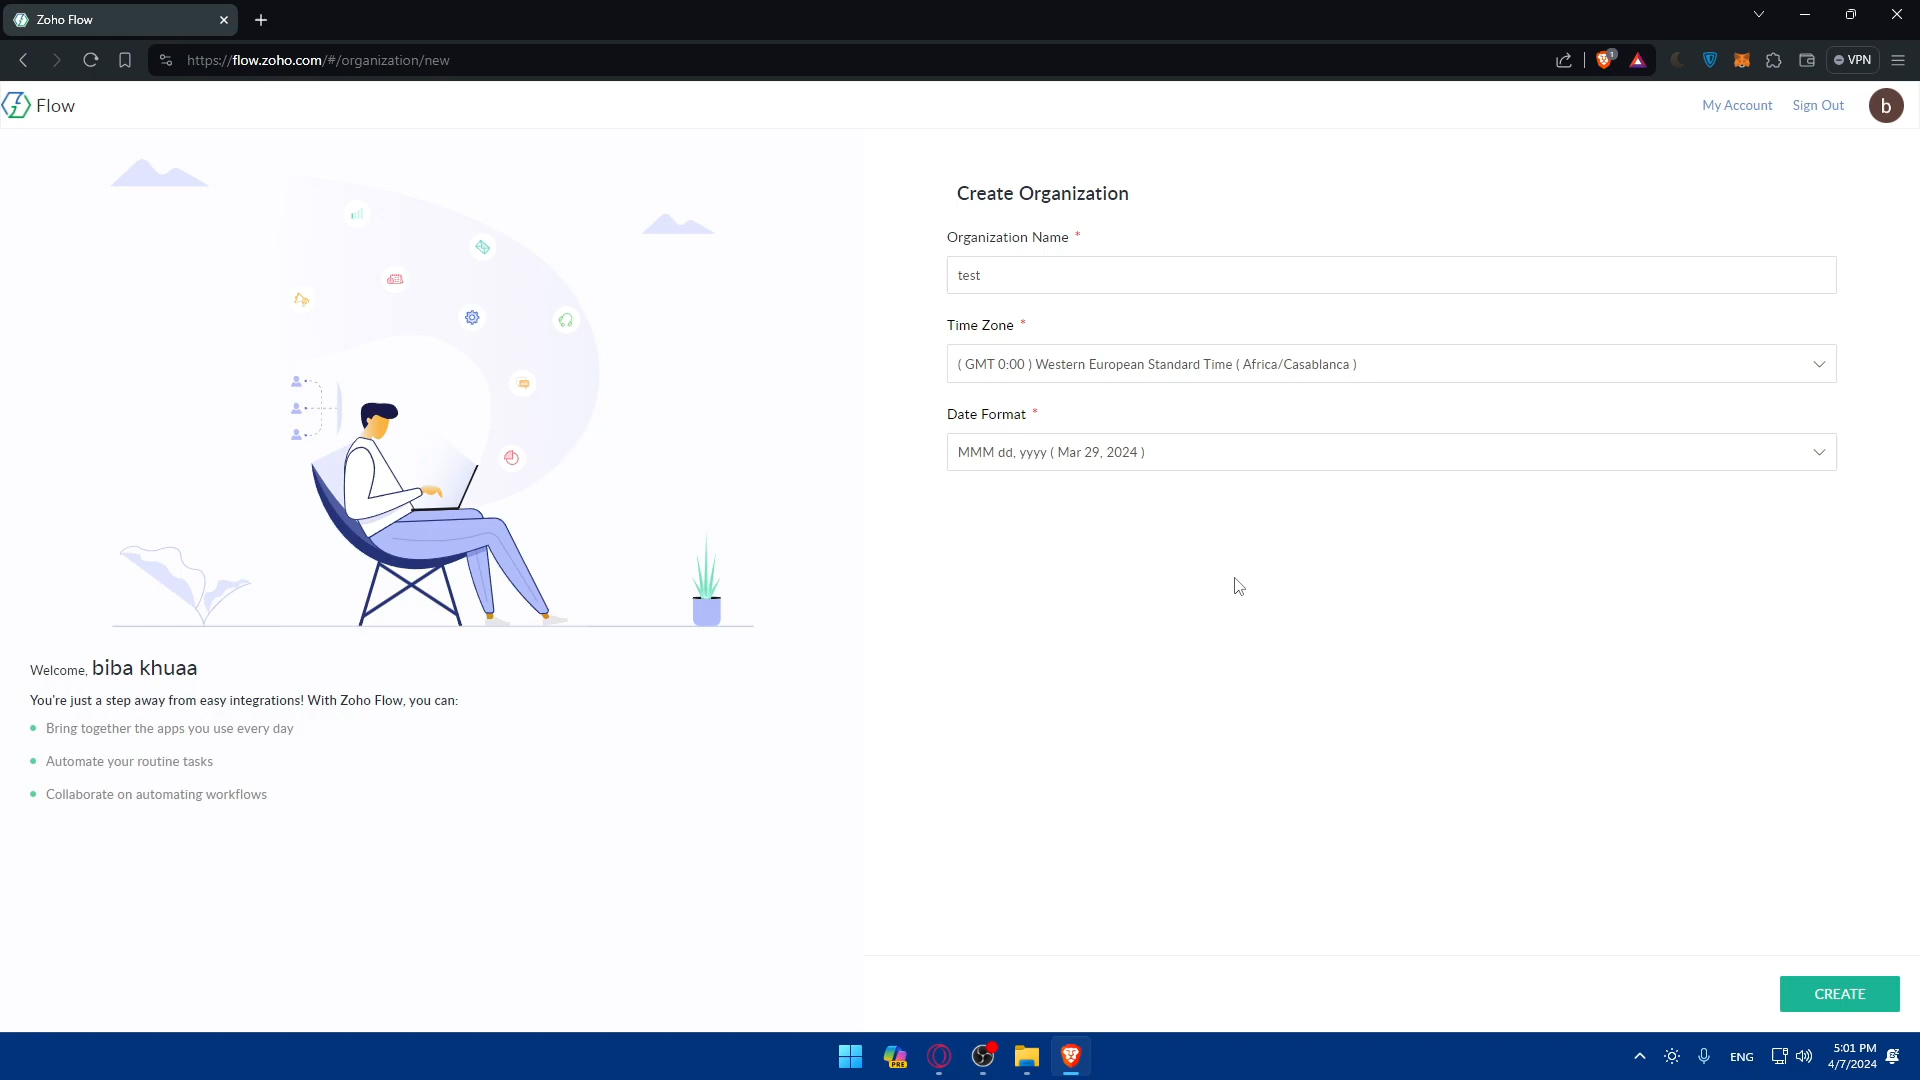 Zoho Flow
https://flow.zoho.com/#/organization/new
1
VPN
Flow
My Account
Sign Out
b
Create Organization
Organization Name *
test
Time Zone *
( GMT 0:00 ) Western European Standard Time ( Africa/Casablanca )
Date Format *
MMM dd, yyyy ( Mar 29, 2024 )
Welcome, biba khuaa
You're just a step away from easy integrations! With Zoho Flow, you can:
Bring together the apps you use every day
Automate your routine tasks
Collaborate on automating workflows
CREATE
PRE
ENG
5:01 PM
4/7/2024